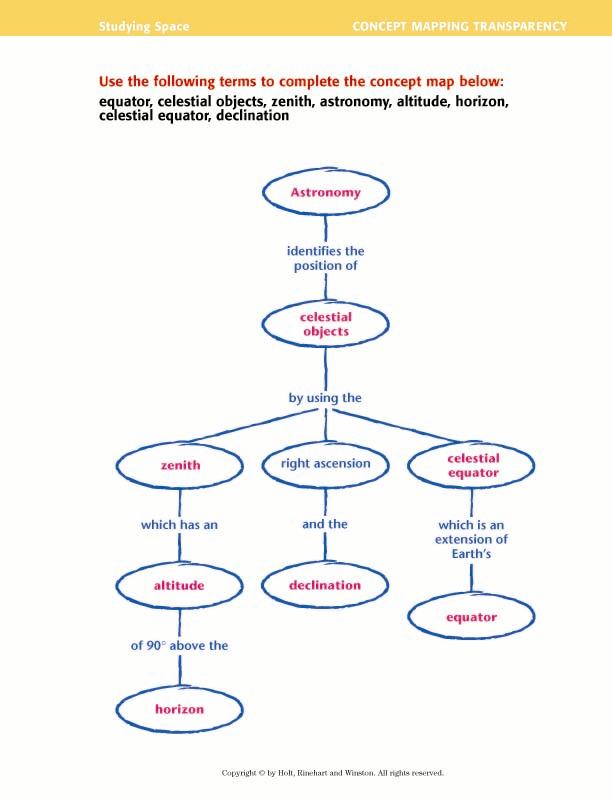 Studying Space CONCEPT MAPPING TRANSPARENCY
Use the following terms to complete the concept map below:
equator, celestial objects, zenith, astronomy, altitude, horizon,
celestial equator, declination
Astronomy
identifies the
position of
celestial
objects
by using the
zenith
right ascension
celestial
equator
which has an
and the
which is an
extension of
Earth's
altitude
declination
equator
of 90° above the
horizon
Copyright © by Holt, Rinehart and Winston. All rights reserved.